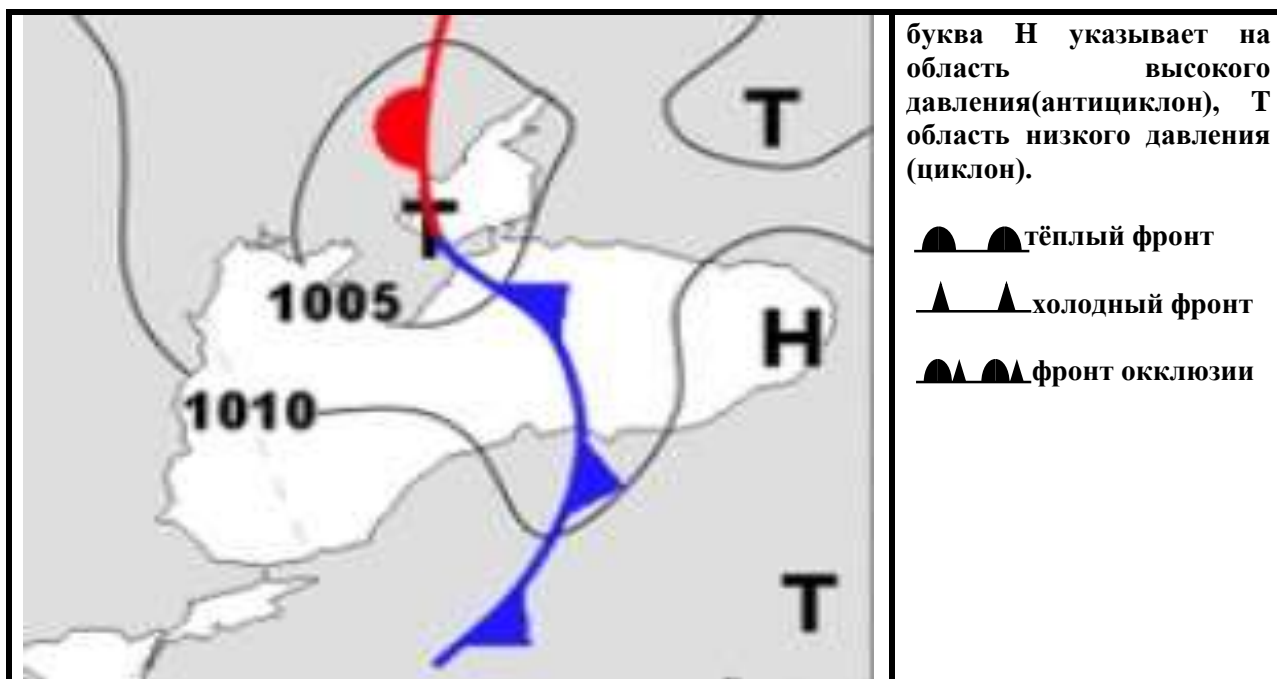 T
T
1005
H
1010
T
буква Н указывает на
область высокого
давления(антициклон), Т
область низкого давления
(циклон).
тёплый фронт
холодный фронт
фронт окклюзии